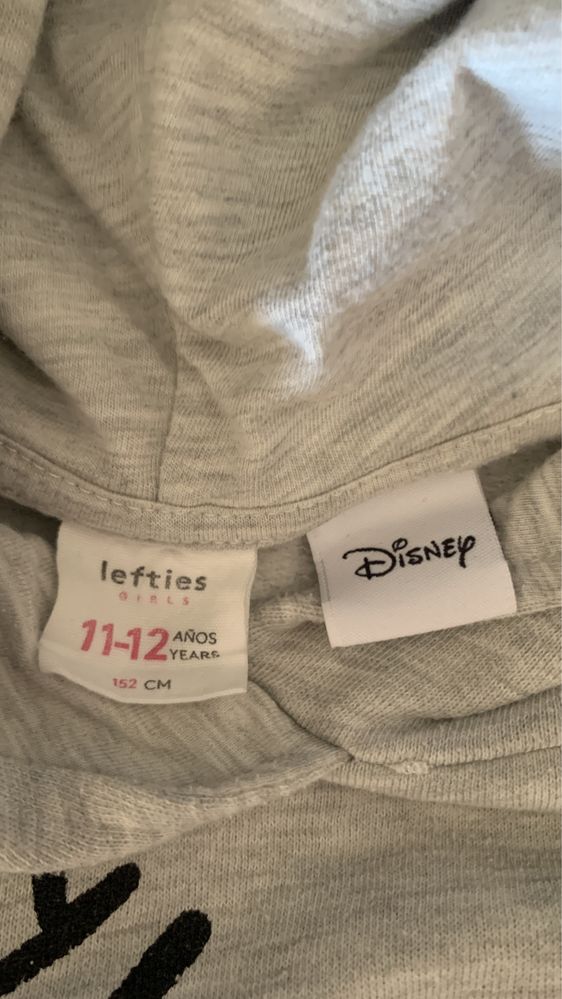 lefties
GIRLS
11-12 AÑOS
YEARS
152 CM
Disney